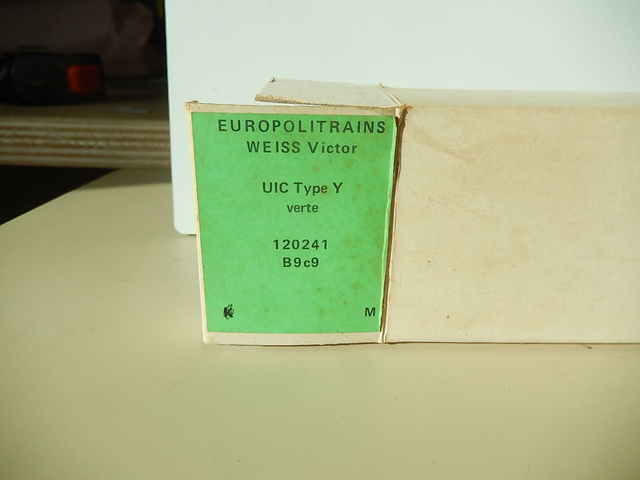 EUROPOLITRAINS
WEISS Victor
UIC Type Y
verte
120241
B9c9
K M